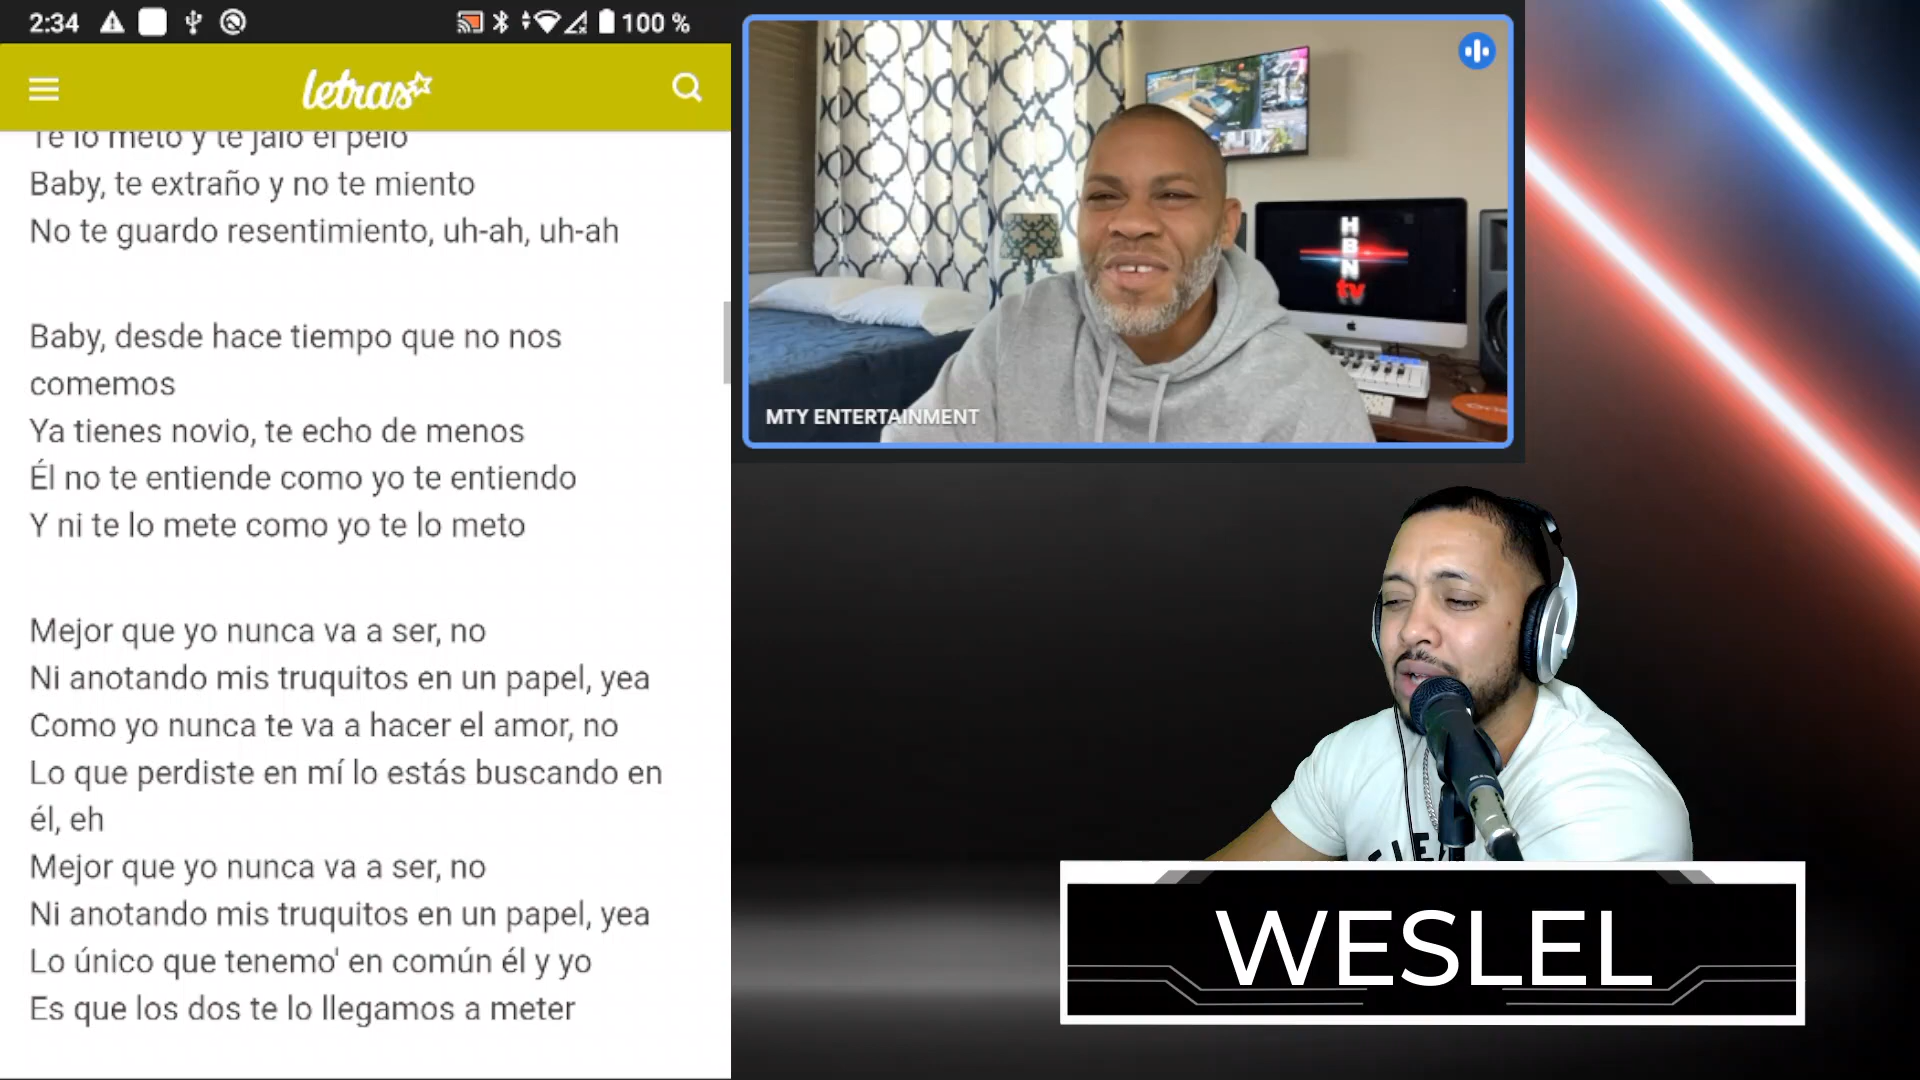 2:34
100 %
letras
Te lo meto y te jalo el pelo
Baby, te extraño y no te miento
No te guardo resentimiento, uh-ah, uh-ah
Baby, desde hace tiempo que no nos
comemos
Ya tienes novio, te echo de menos
Él no te entiende como yo te entiendo
Y ni te lo mete como yo te lo meto
Mejor que yo nunca va a ser, no
Ni anotando mis truquitos en un papel, yea
Como yo nunca te va a hacer el amor, no
Lo que perdiste en mí lo estás buscando en
él, eh
Mejor que yo nunca va a ser, no
Ni anotando mis truquitos en un papel, yea
Lo único que tenemo' en común él y yo
Es que los dos te lo llegamos a meter
H
B
N
tv
MTY ENTERTAINMENT
WESLEL